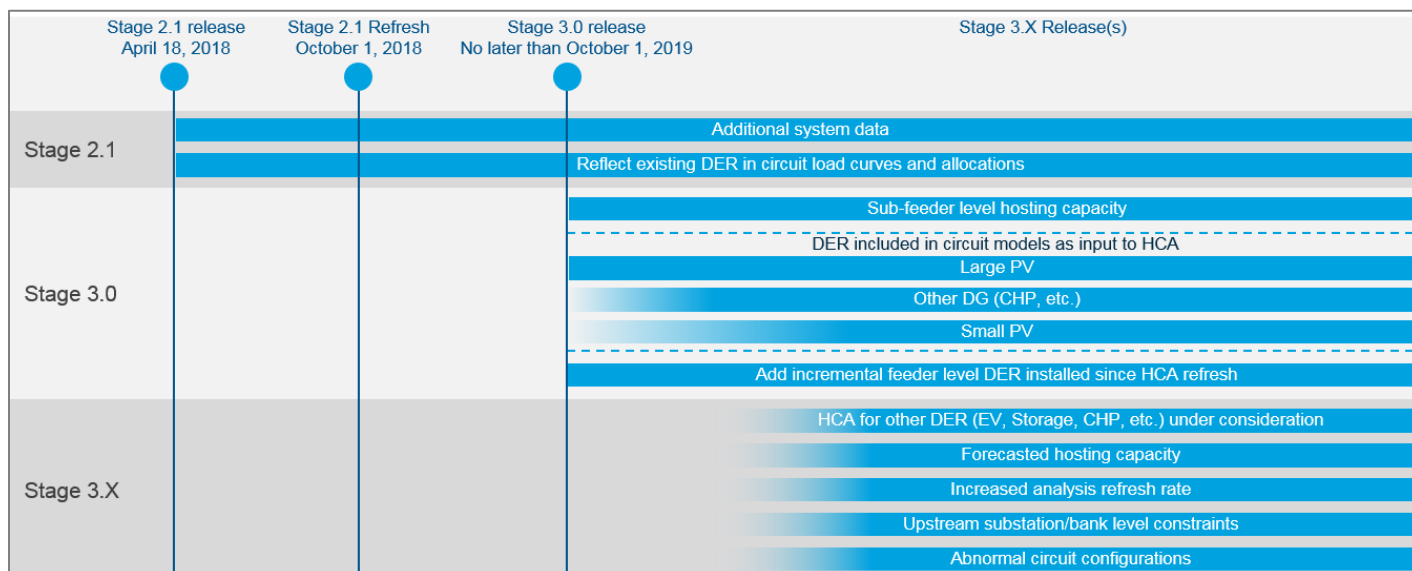 Stage 2.1 release
April 18, 2018
Stage 2.1 Refresh
October 1, 2018
Stage 3.0 release
No later than October 1, 2019
Stage 3.X Release(s)
Stage 2.1
Additional system data
Reflect existing DER in circuit load curves and allocations
Stage 3.0
Sub-feeder level hosting capacity
DER included in circuit models as input to HCA
Large PV
Other DG (CHP, etc.)
Small PV
Add incremental feeder level DER installed since HCA refresh
Stage 3.X
HCA for other DER (EV, Storage, CHP, etc.) under consideration
Forecasted hosting capacity
Increased analysis refresh rate
Upstream substation/bank level constraints
Abnormal circuit configurations